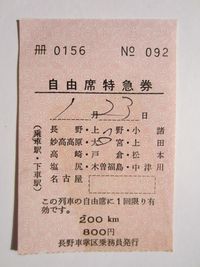 冊 0156 No 092
自由席特急券
1月23日
長野・上野・小諸
妙高高原・大宮・上田
高崎・戸倉・松本
塩尻・木曽福島・中津川
名古屋
(乗車駅・下車駅)
この列車の自由席に1回限り有
効です。
200km
800円
長野車掌区乗務員発行